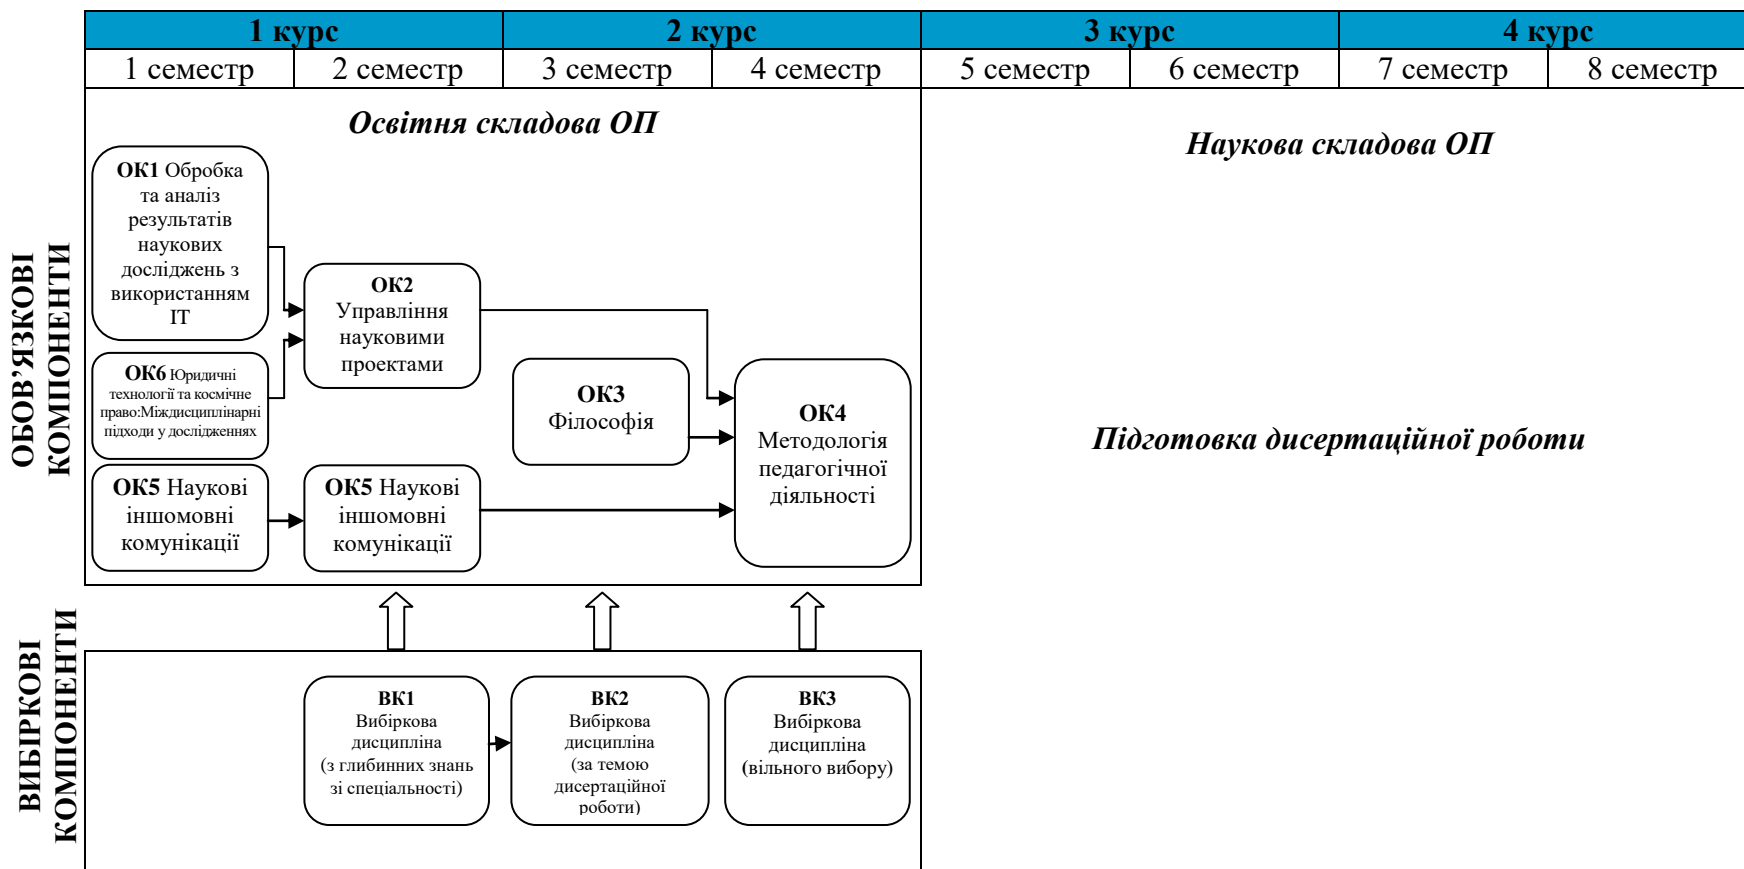 1 курс 2 курс 3 курс 4 курс
1 семестр 2 семестр 3 семестр 4 семестр 5 семестр 6 семестр 7 семестр 8 семестр
ОБОВ’ЯЗКОВІ
КОМПОНЕНТИ
Освітня складова ОП
Наукова складова ОП
ОК1 Обробка
та аналіз
результатів
наукових
досліджень з
використанням
ІТ
ОК6 Юридичні
технології та космічне
право:Міждисциплінарні
підходи у дослідженнях
ОК5 Наукові
іншомовні
комунікації
ОК2
Управління
науковими
проектами
ОК5 Наукові
іншомовні
комунікації
ОК3
Філософія
ОК4
Методологія
педагогічної
діяльності
Підготовка дисертаційної роботи
ВИБІРКОВІ
КОМПОНЕНТИ
ВК1
Вибіркова
дисципліна
(з глибинних знань
зі спеціальності)
ВК2
Вибіркова
дисципліна
(за темою
дисертаційної
роботи)
ВК3
Вибіркова
дисципліна
(вільного вибору)